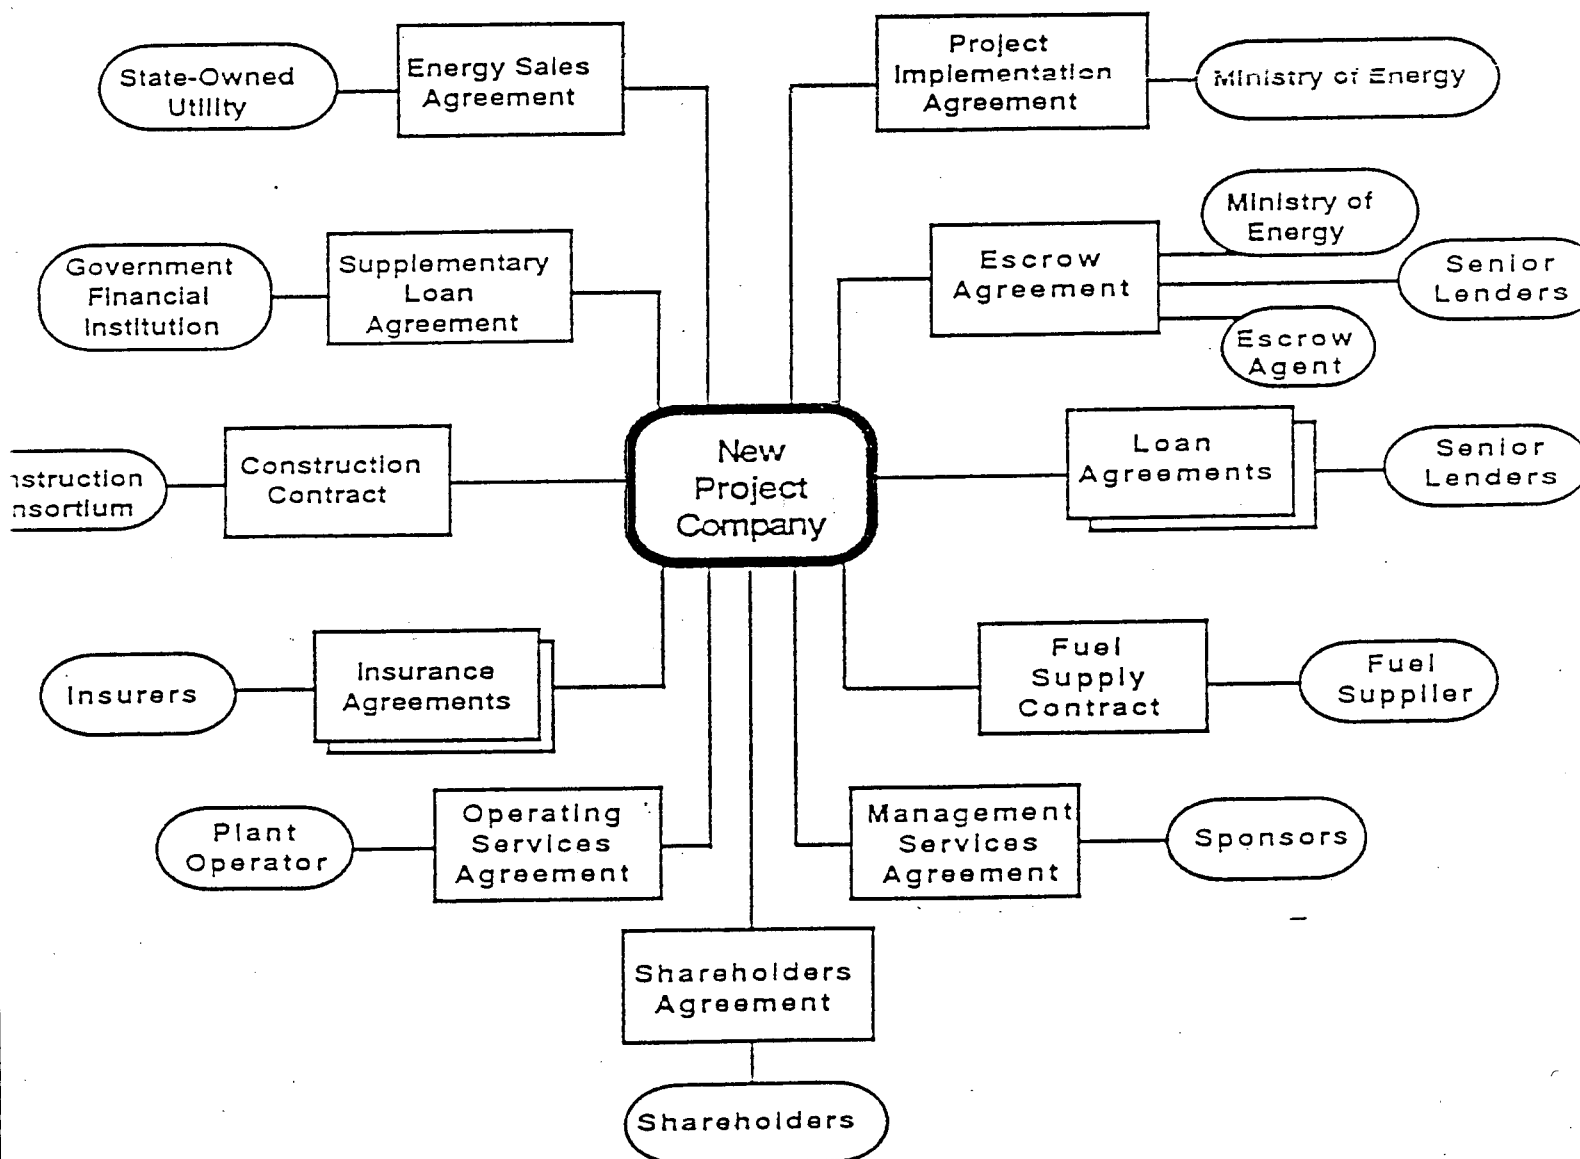 State-Owned
Utility
Energy Sales
Agreement
Project
Implementation
Agreement
Ministry of Energy
Government
Financial
Institution
Supplementary
Loan
Agreement
Escrow
Agreement
Ministry of
Energy
Senior
Lenders
Escrow
Agent
nstruction
nsortium
Construction
Contract
New
Project
Company
Loan
Agreements
Senior
Lenders
Insurers
Insurance
Agreements
Fuel
Supply
Contract
Fuel
Supplier
Plant
Operator
Operating
Services
Agreement
Management
Services
Agreement
Sponsors
Shareholders
Agreement
Shareholders